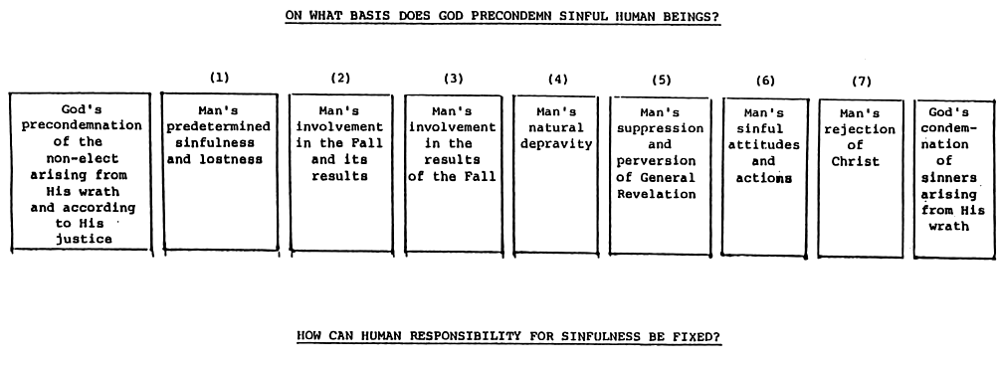 ON WHAT BASIS DOES GOD PRECONDEMN SINFUL HUMAN BEINGS?
God's
precondemnation
of the
non-elect
arising from
His wrath
and according
to His
justice
(1)
Man's
predetermined
sinfulness
and lostness
(2)
Man's
involvement
in the Fall
and its
results
(3)
Man's
involvement
in the
results
of the Fall
(4)
Man's
natural
depravity
(5)
Man's
suppression
and
perversion
of General
Revelation
(6)
Man's
sinful
attitudes
and
actions
(7)
Man's
rejection
of
Christ
God's
condem-
nation
of
sinners
arising
from His
wrath
HOW CAN HUMAN RESPONSIBILITY FOR SINFULNESS BE FIXED?